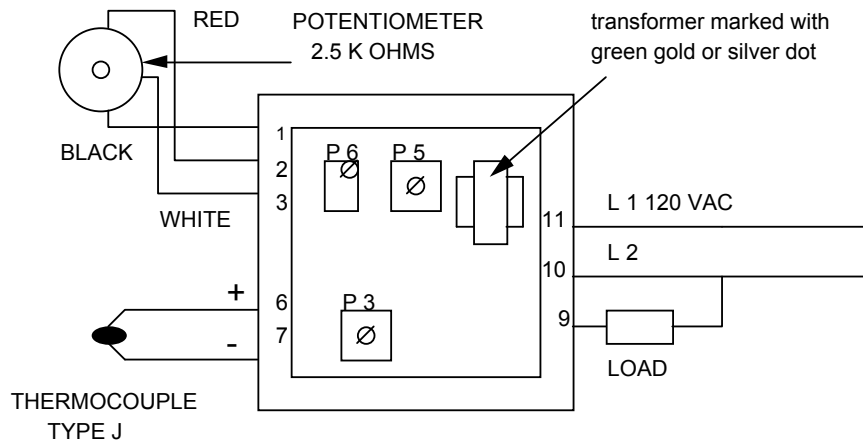 RED
POTENTIOMETER
2.5 K OHMS
transformer marked with
green gold or silver dot
BLACK
WHITE
1
2
3
P 6
P 5
11
L 1 120 VAC
L 2
10
+
6
7
-
P 3
9
LOAD
THERMOCOUPLE
TYPE J